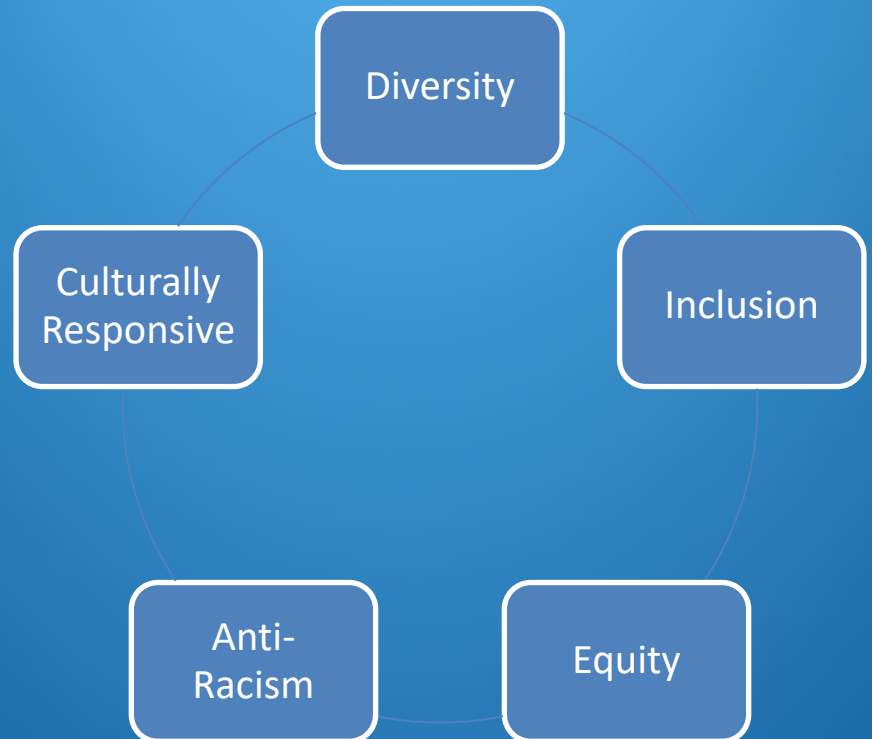 Diversity
Inclusion
Equity
Anti-
Racism
Culturally
Responsive